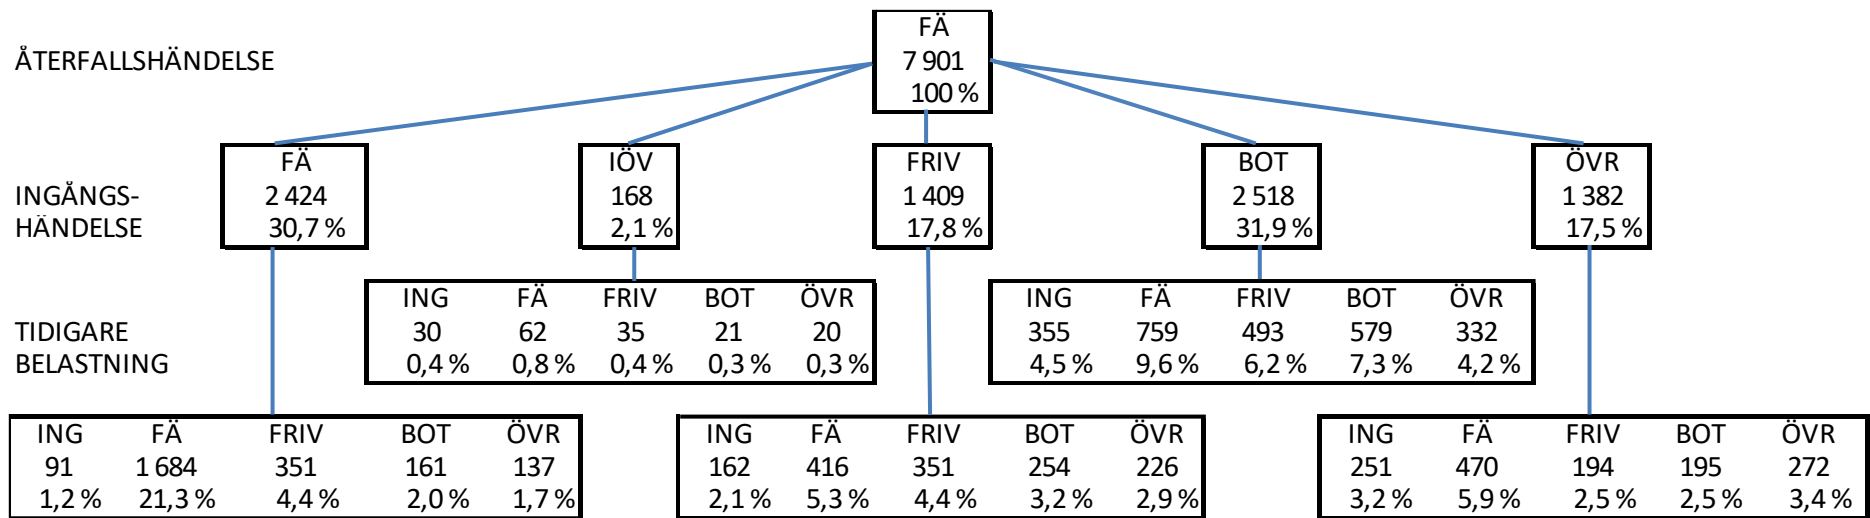 FÄ
ÅTERFALLSHÄNDELSE 7 901
100 %
FÄ IÖV FRIV BOT ÖVR
INGÅNGS- 2 424 168 1 409 2 518 1 382
HÄNDELSE 30,7 % 2,1 % 17,8 % 31,9 % 17,5 %
ING FÄ FRIV BOT ÖVR ING FÄ FRIV BOT ÖVR
TIDIGARE 30 62 35 21 20 355 759 493 579 332
BELASTNING 0,4 % 0,8 % 0,4 % 0,3 % 0,3 % 4,5 % 9,6 % 6,2 % 7,3 % 4,2 %
ING FÄ FRIV BOT ÖVR ING FÄ FRIV BOT ÖVR ING FÄ FRIV BOT ÖVR
91 1 684 351 161 137 162 416 351 254 226 251 470 194 195 272
1,2 % 21,3 % 4,4 % 2,0 % 1,7 % 2,1 % 5,3 % 4,4 % 3,2 % 2,9 % 3,2 % 5,9 % 2,5 % 2,5 % 3,4 %